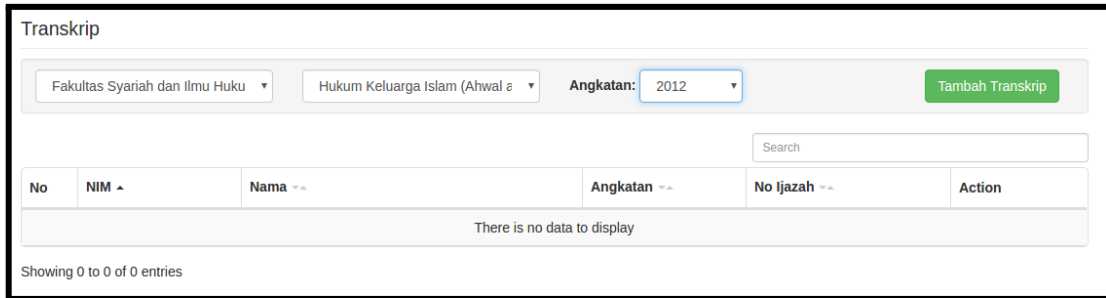 Transkrip
Fakultas Syariah dan Ilmu Huku Hukum Keluarga Islam (Ahwal a Angkatan: 2012 Tambah Transkrip
Search
No NIM Nama Angkatan No Ijazah Action
There is no data to display
Showing 0 to 0 of 0 entries